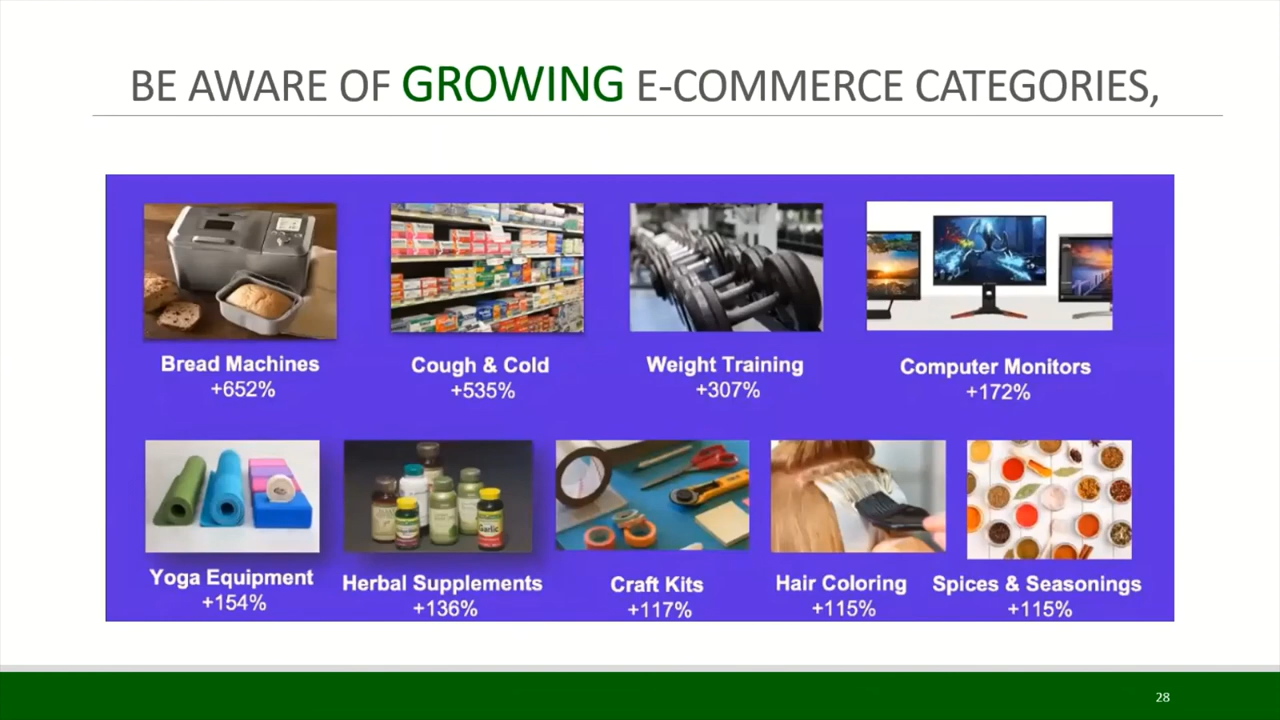 BE AWARE OF GROWING E-COMMERCE CATEGORIES,
Bread Machines
+652%
Cough & Cold
+535%
Weight Training
+307%
Computer Monitors
+172%
Yoga Equipment
+154%
Herbal Supplements
+136%
Garlic
Craft Kits
+117%
Hair Coloring
+115%
Spices & Seasonings
+115%
28